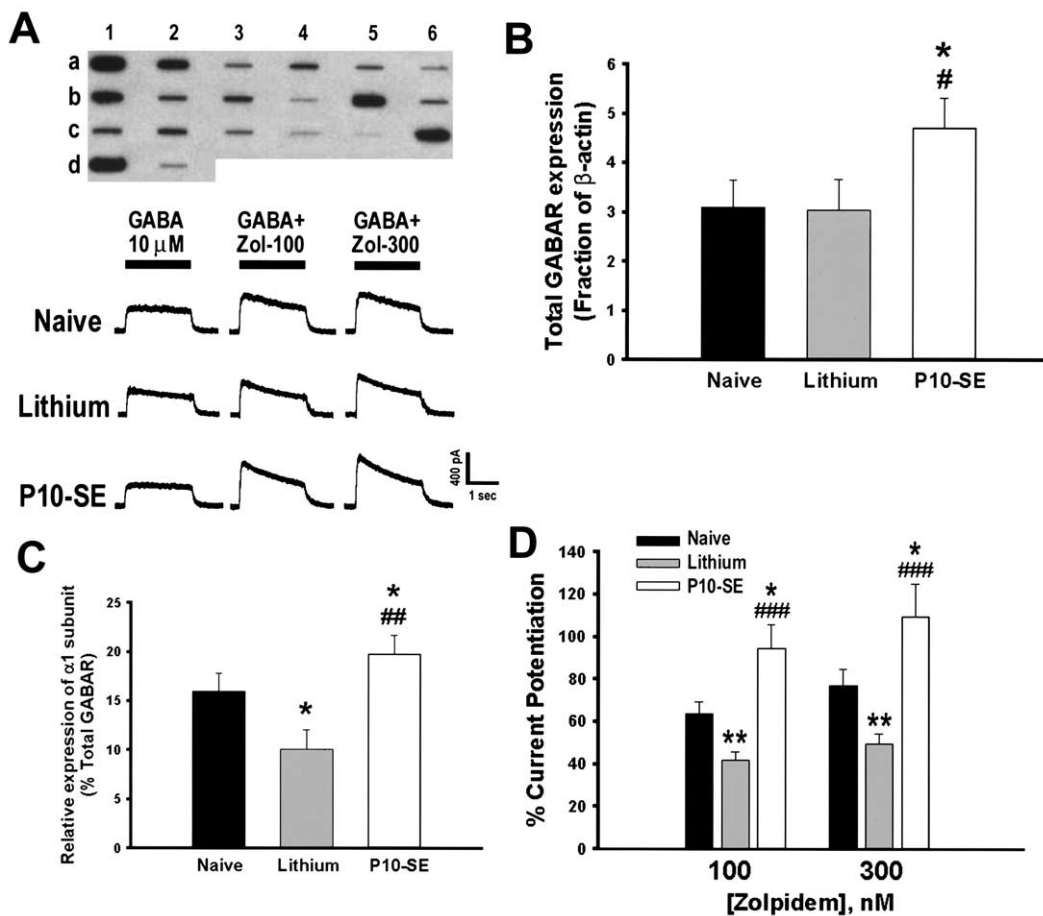 A
1 2 3 4 5 6
a
b
c
d
GABA
10 μM
GABA+
Zol-100
GABA+
Zol-300
Naive
Lithium
P10-SE
400 pA
1 sec
B
Total GABAR expression
(Fraction of β-actin)
6
5
4
3
2
1
0
*
#
Naive Lithium P10-SE
C
Relative expression of α1 subunit
(% Total GABAR)
25
20
15
10
5
0
*
*
##
Naive Lithium P10-SE
D
Naive
Lithium
P10-SE
% Current Potentiation
140
120
100
80
60
40
20
0
**
*
###
**
*
###
100 300
[Zolpidem], nM